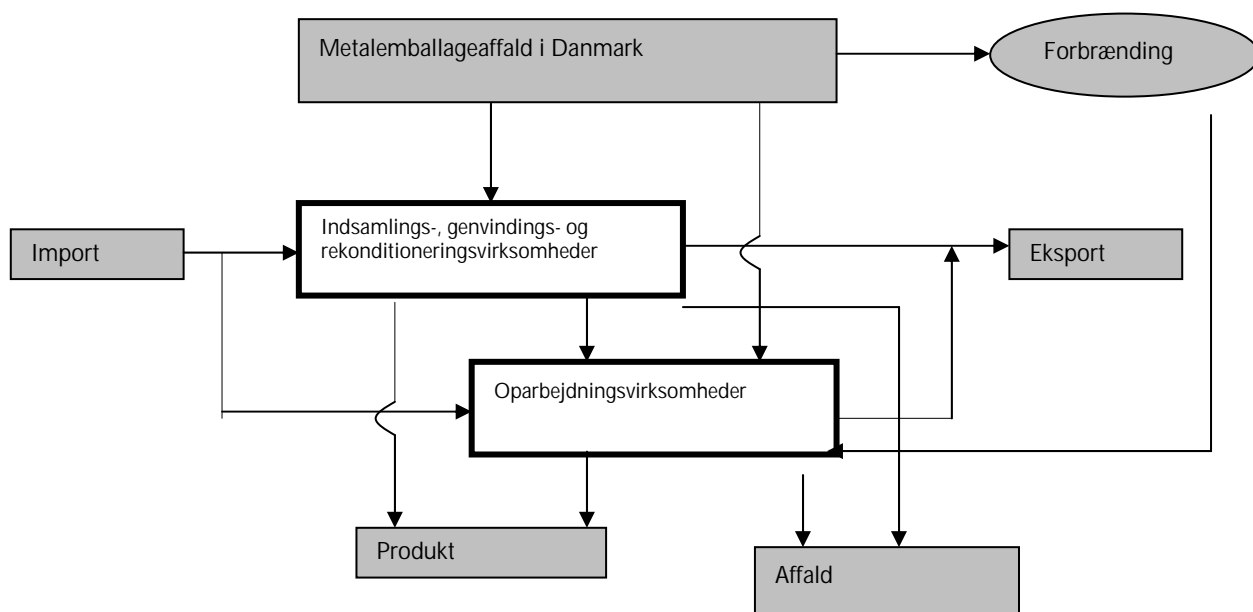 Metalemballageaffald i Danmark
Forbrænding
Indsamlings-, genvindings- og
rekonditioneringsvirksomheder
Import
Eksport
Oparbejdningsvirksomheder
Produkt
Affald